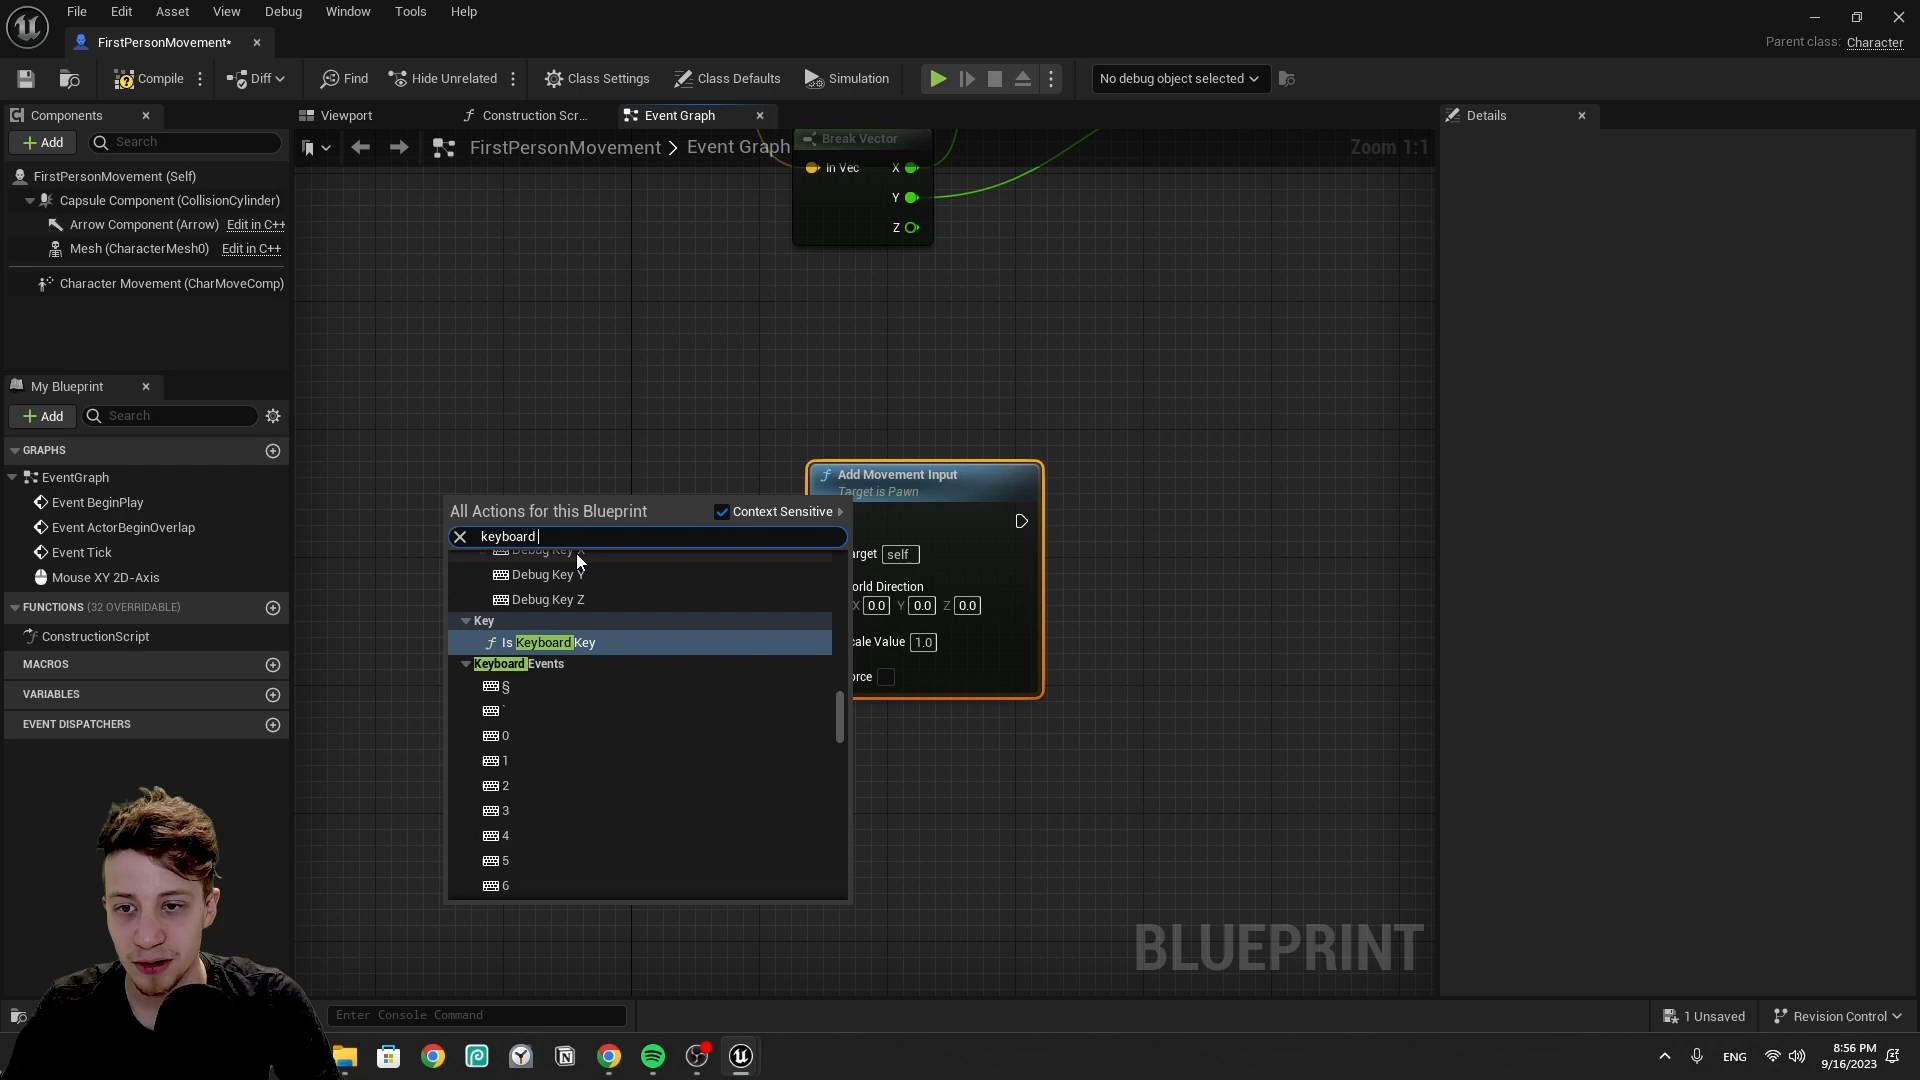 File Edit Asset View Debug Window Tools Help
FirstPersonMovement*
Parent class: Character
Compile Diff Find Hide Unrelated Class Settings Class Defaults Simulation No debug object selected
Components
Add Search
FirstPersonMovement (Self)
Capsule Component (CollisionCylinder)
Arrow Component (Arrow) Edit in C++
Mesh (CharacterMesh0) Edit in C++
Character Movement (CharMoveComp)
My Blueprint
Add Search
GRAPHS
EventGraph
Event BeginPlay
Event ActorBeginOverlap
Event Tick
Mouse XY 2D-Axis
FUNCTIONS (32 OVERRIDABLE)
ConstructionScript
MACROS
VARIABLES
EVENT DISPATCHERS
Viewport Construction Scr... Event Graph
FirstPersonMovement > Event Graph
Zoom 1:1
Break Vector
In Vec X
Y
Z
Add Movement Input
Target is Pawn
arget self
orld Direction
X 0.0 Y 0.0 Z 0.0
cale Value 1.0
orce
All Actions for this Blueprint Context Sensitive
keyboard
Debug Key X
Debug Key Y
Debug Key Z
Key
Is Keyboard Key
Keyboard Events
§
`
0
1
2
3
4
5
6
BLUEPRINT
Details
Enter Console Command
1 Unsaved Revision Control
ENG
8:56 PM
9/16/2023